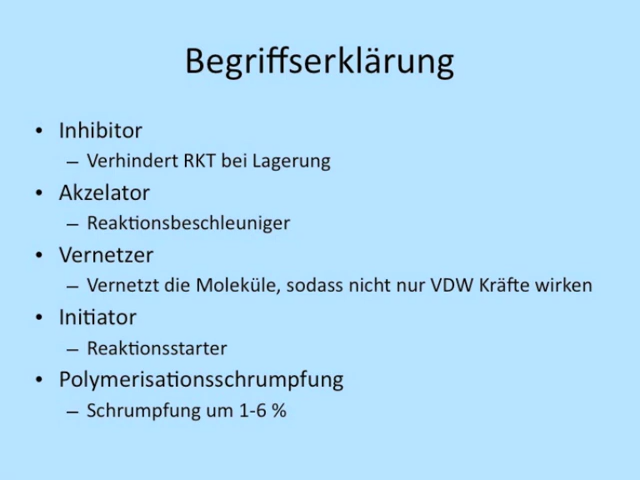 Begriffserklärung
• Inhibitor
– Verhindert RKT bei Lagerung
• Akzelator
– Reaktionsbeschleuniger
• Vernetzer
– Vernetzt die Moleküle, sodass nicht nur VDW Kräfte wirken
• Initiator
– Reaktionsstarter
• Polymerisationsschrumpfung
– Schrumpfung um 1-6 %